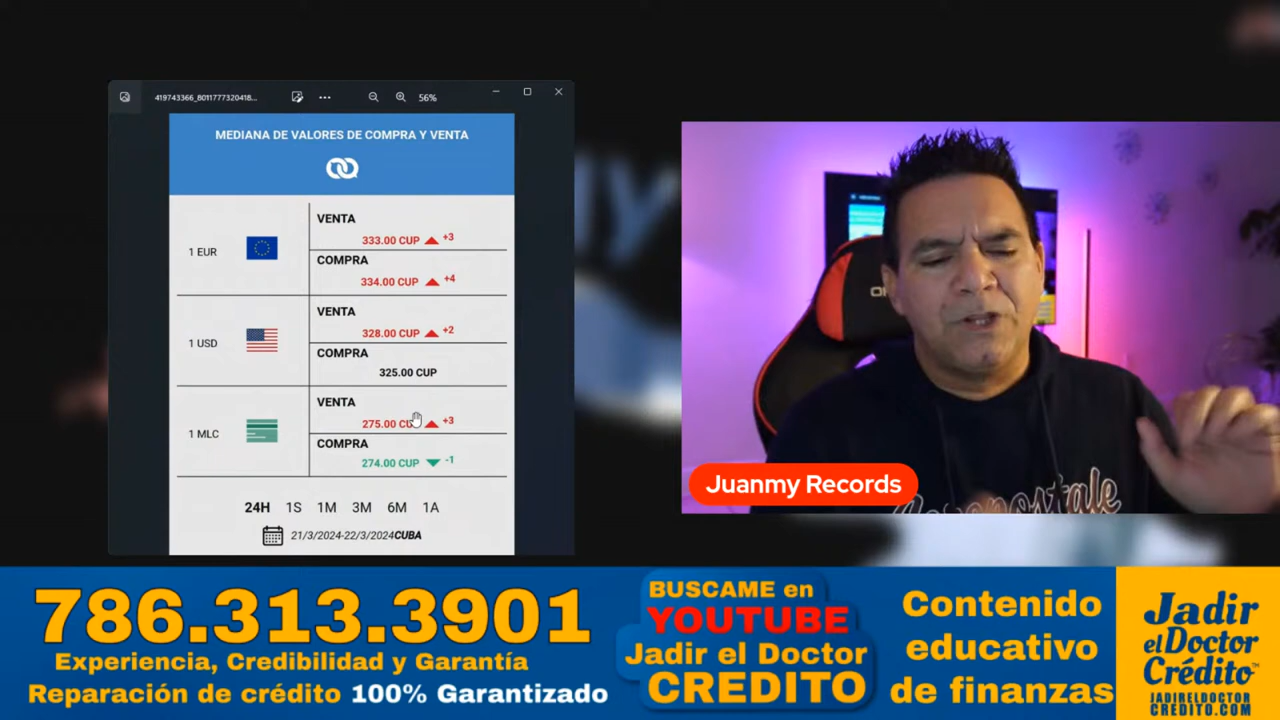 419743366_8011777320418...
56%
MEDIANA DE VALORES DE COMPRA Y VENTA
1 EUR
VENTA
333.00 CUP +3
COMPRA
334.00 CUP +4
1 USD
VENTA
328.00 CUP +2
COMPRA
325.00 CUP
1 MLC
VENTA
275.00 CU +3
COMPRA
274.00 CUP -1
24H 1S 1M 3M 6M 1A
21/3/2024-22/3/2024CUBA
Juanmy Records
786.313.3901
Experiencia, Credibilidad y Garantía
Reparación de crédito 100% Garantizado
BUSCAME en
YOUTUBE
Jadir el Doctor
CREDITO
Contenido
educativo
de finanzas
Jadir
el Doctor
Crédito™
JADIRELDOCTOR
CREDITO.COM